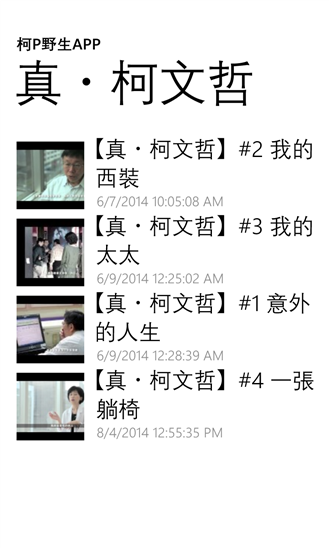 柯P野生APP
真・柯文哲
【真・柯文哲】#2 我的
西裝
6/7/2014 10:05:08 AM
【真・柯文哲】#3 我的
太太
6/9/2014 12:25:02 AM
【真・柯文哲】#1 意外
的人生
6/9/2014 12:28:39 AM
【真・柯文哲】#4 一張
躺椅
8/4/2014 12:55:35 PM